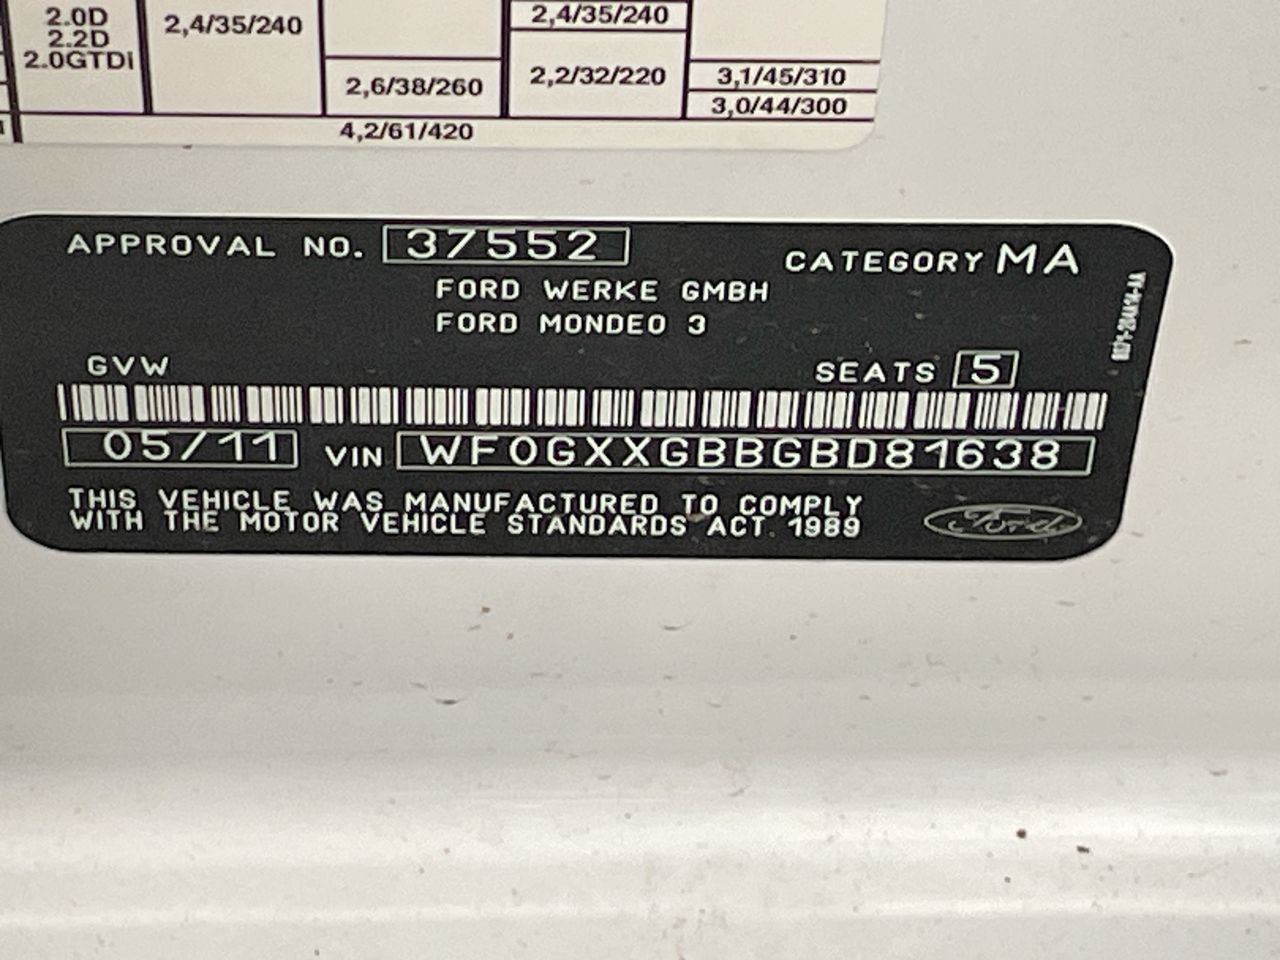 2.0D
2.2D
2.0GTDi
2,4/35/240
2,6/38/260
2,4/35/240
2,2/32/220
3,1/45/310
3,0/44/300
4,2/61/420
APPROVAL NO. 37552
CATEGORY MA
FORD WERKE GMBH
FORD MONDEO 3
GVW
SEATS 5
05/11 VIN WF0GXXGBBGBD81638
THIS VEHICLE WAS MANUFACTURED TO COMPLY
WITH THE MOTOR VEHICLE STANDARDS ACT 1989
Ford